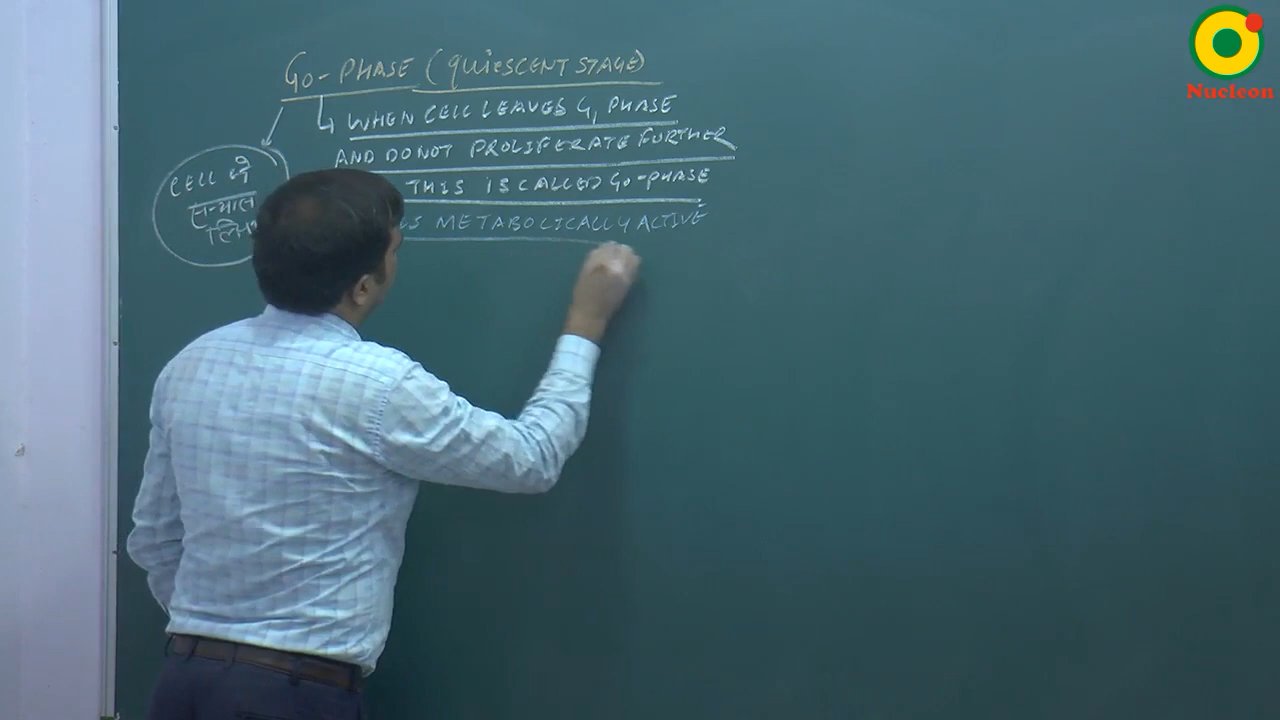 G0-PHASE (QUIESCENT STAGE)
WHEN CELL LEAVES G1 PHASE
AND DO NOT PROLIFERATE FURTHER
THIS IS CALLED G0-PHASE
METABOLICALLY ACTIVE
CELL ने
सन्यास
Nucleon